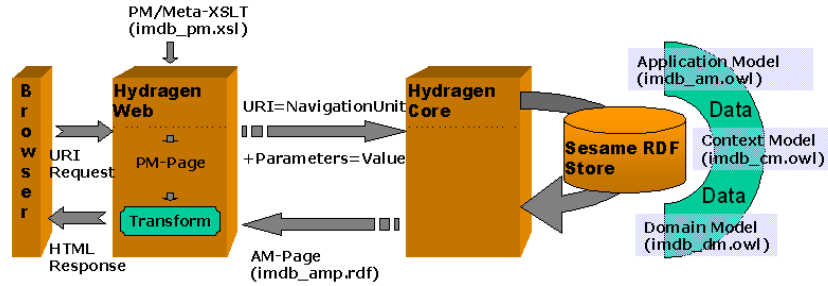 PM/Meta-XSLT
(imdb_pm.xsl)
Browser
Hydragen
Web
URI
Request
PM-Page
Transform
HTML
Response
URI=NavigationUnit
+Parameters=Value
AM-Page
(imdb_amp.rdf)
Hydragen
Core
Sesame RDF
Store
Application Model
(imdb_am.owl)
Data
Context Model
(imdb_cm.owl)
Data
Domain Model
(imdb_dm.owl)